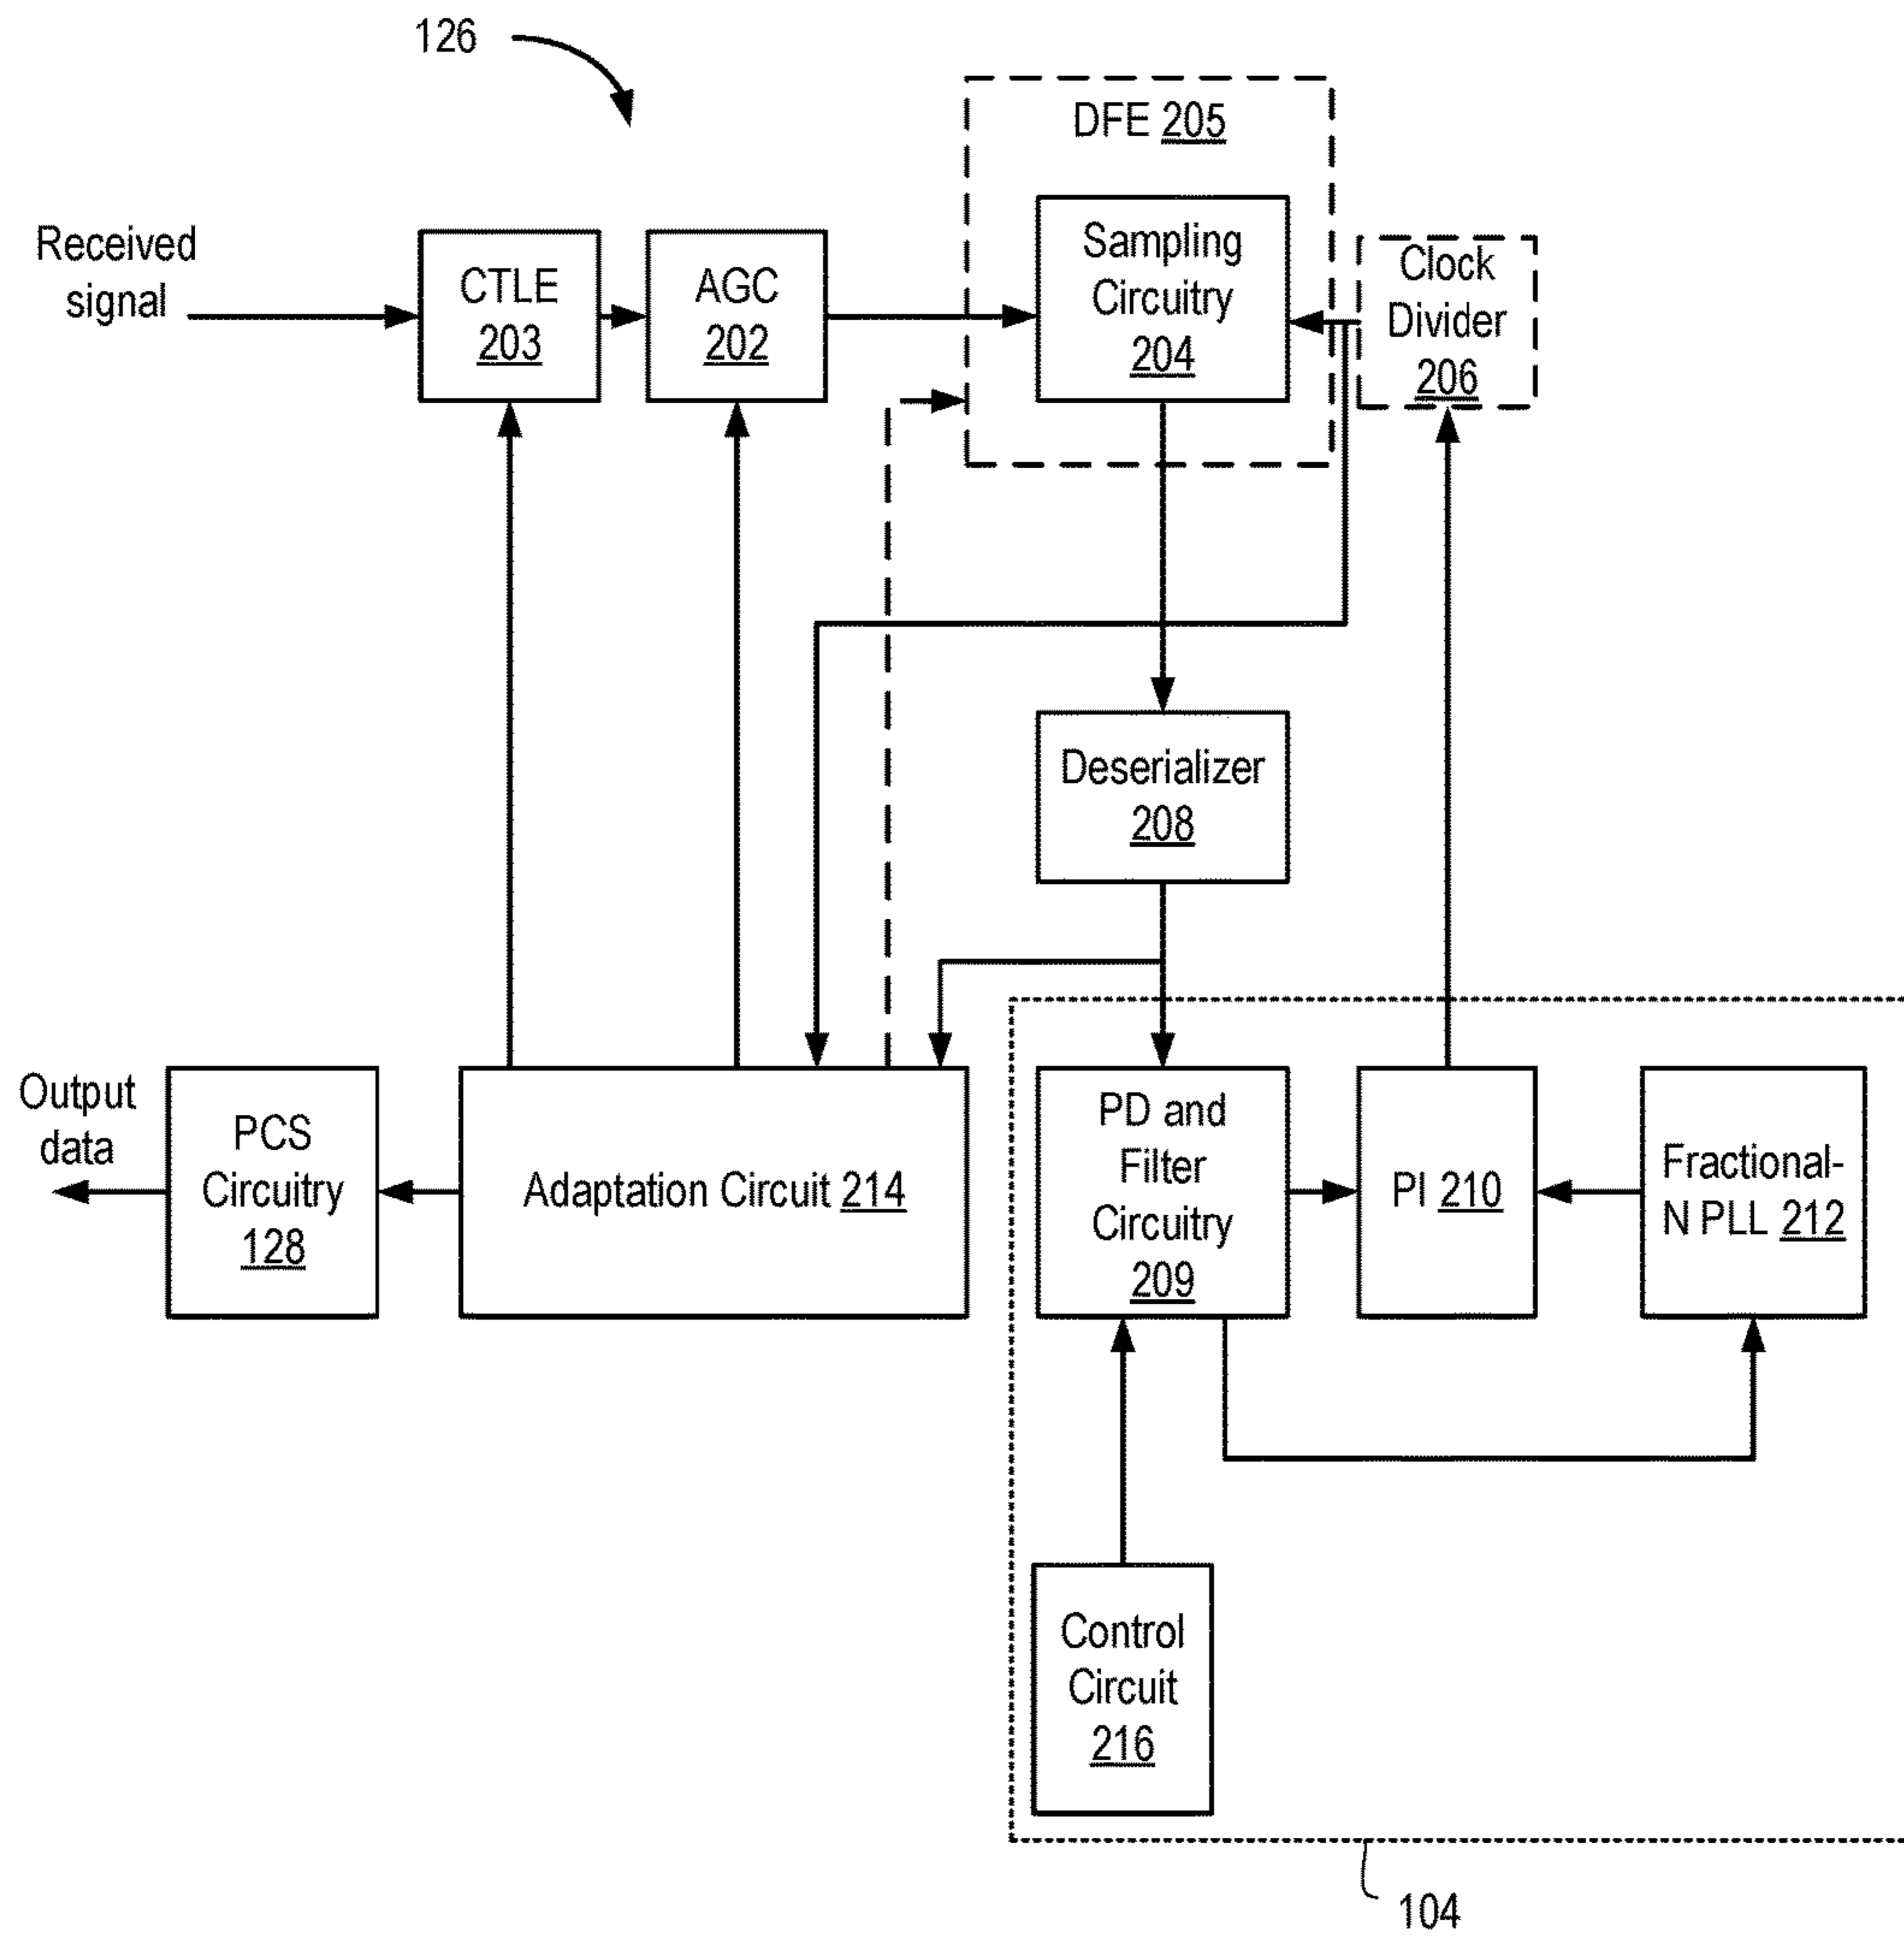 126
DFE 205
Received
signal
CTLE
203
AGC
202
Sampling
Circuitry
204
Clock
Divider
206
Deserializer
208
Output
data
PCS
Circuitry
128
Adaptation Circuit 214
PD and
Filter
Circuitry
209
PI 210
Fractional-
N PLL 212
Control
Circuit
216
104